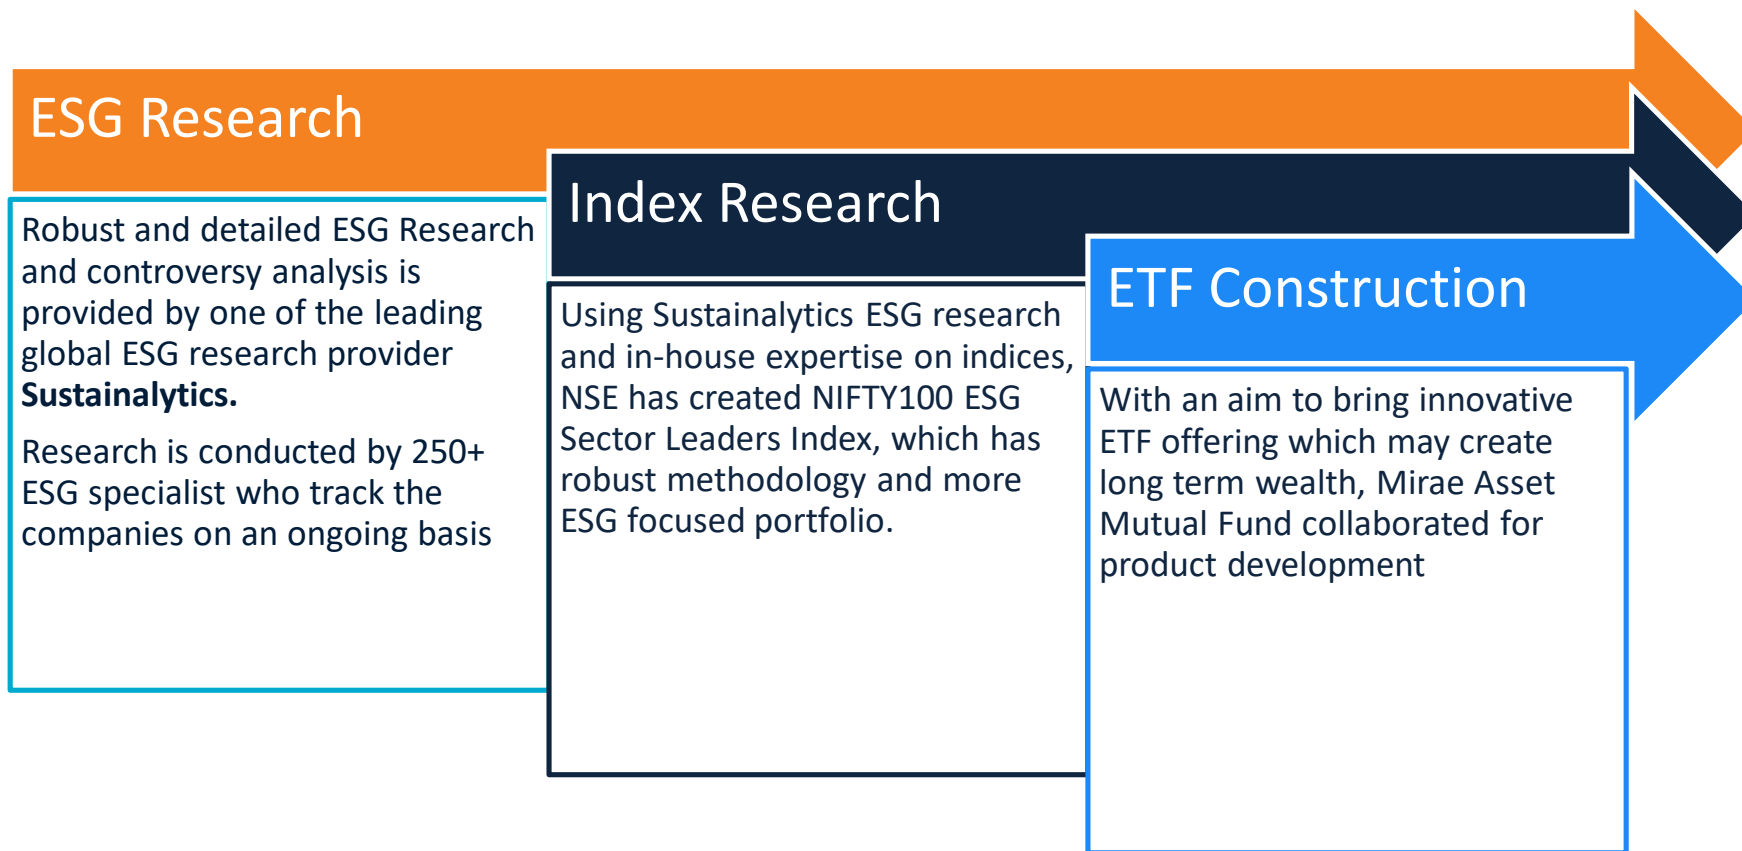 ESG Research
Robust and detailed ESG Research
and controversy analysis is
provided by one of the leading
global ESG research provider
Sustainalytics.
Research is conducted by 250+
ESG specialist who track the
companies on an ongoing basis
Index Research
Using Sustainalytics ESG research
and in-house expertise on indices,
NSE has created NIFTY100 ESG
Sector Leaders Index, which has
robust methodology and more
ESG focused portfolio.
ETF Construction
With an aim to bring innovative
ETF offering which may create
long term wealth, Mirae Asset
Mutual Fund collaborated for
product development